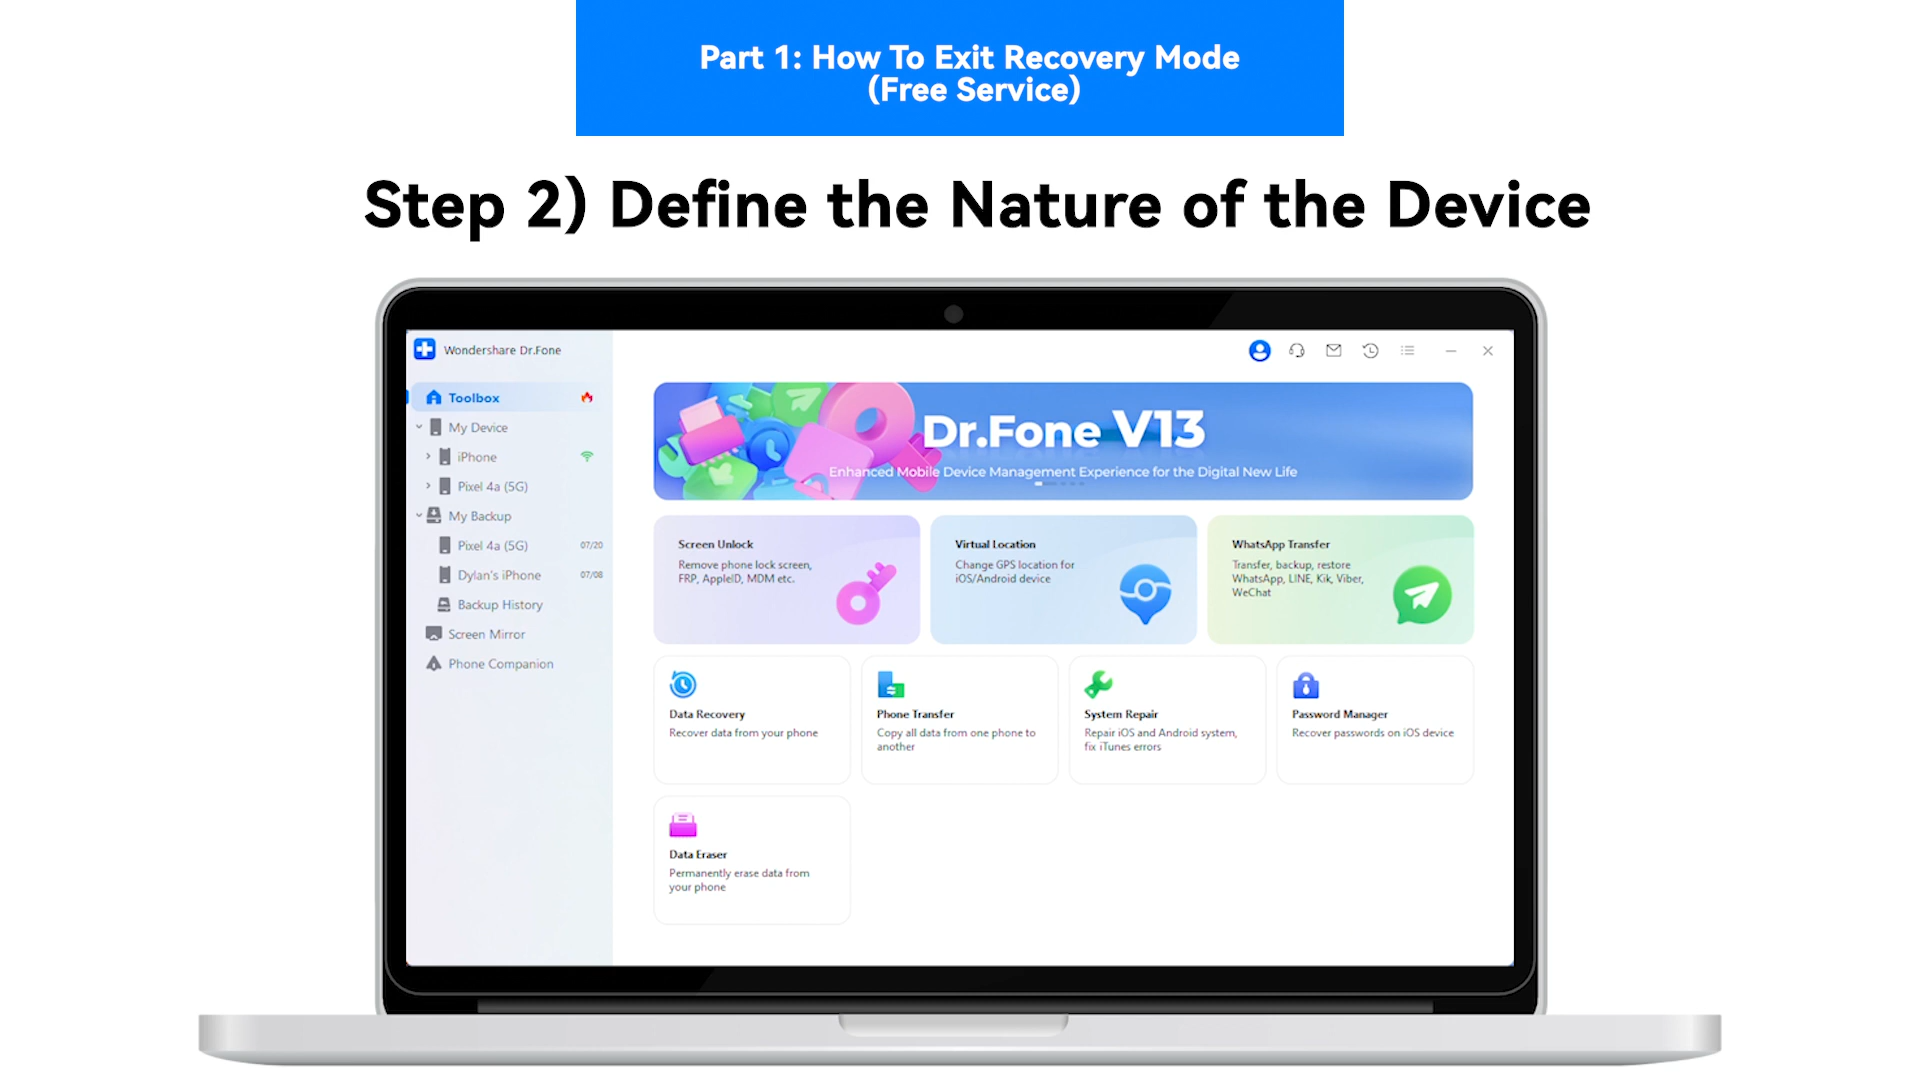 Part 1: How To Exit Recovery Mode
(Free Service)
Step 2) Define the Nature of the Device
Wondershare Dr.Fone
Toolbox
My Device
iPhone
Pixel 4a (5G)
My Backup
Pixel 4a (5G) 07/20
Dylan's iPhone 07/08
Backup History
Screen Mirror
Phone Companion
Dr.Fone V13
Enhanced Mobile Device Management Experience for the Digital New Life
Screen Unlock
Remove phone lock screen,
FRP, AppleID, MDM etc.
Virtual Location
Change GPS location for
iOS/Android device
WhatsApp Transfer
Transfer, backup, restore
WhatsApp, LINE, Kik, Viber,
WeChat
Data Recovery
Recover data from your phone
Phone Transfer
Copy all data from one phone to
another
System Repair
Repair iOS and Android system,
fix iTunes errors
Password Manager
Recover passwords on iOS device
Data Eraser
Permanently erase data from
your phone